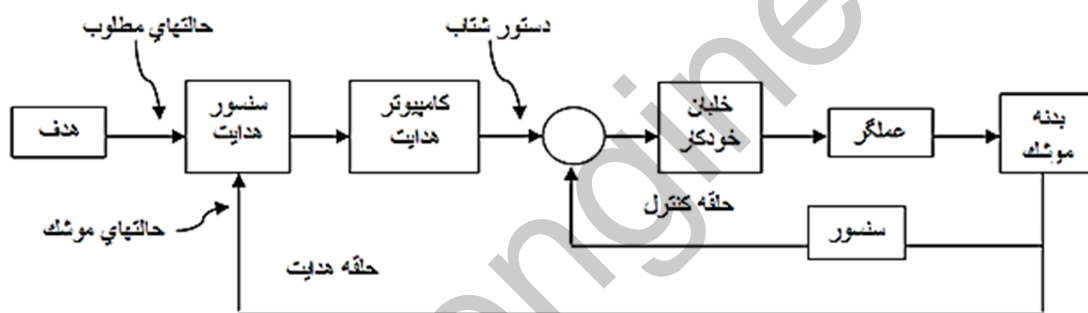 حالتهاي مطلوب
دستور شتاب
هدف
سنسور
هدايت
كامپيوتر
هدايت
خلبان
خودكار
عملگر
بدنه
موشك
حالتهاي موشك
حلقه كنترل
سنسور
حلقه هدايت
engine